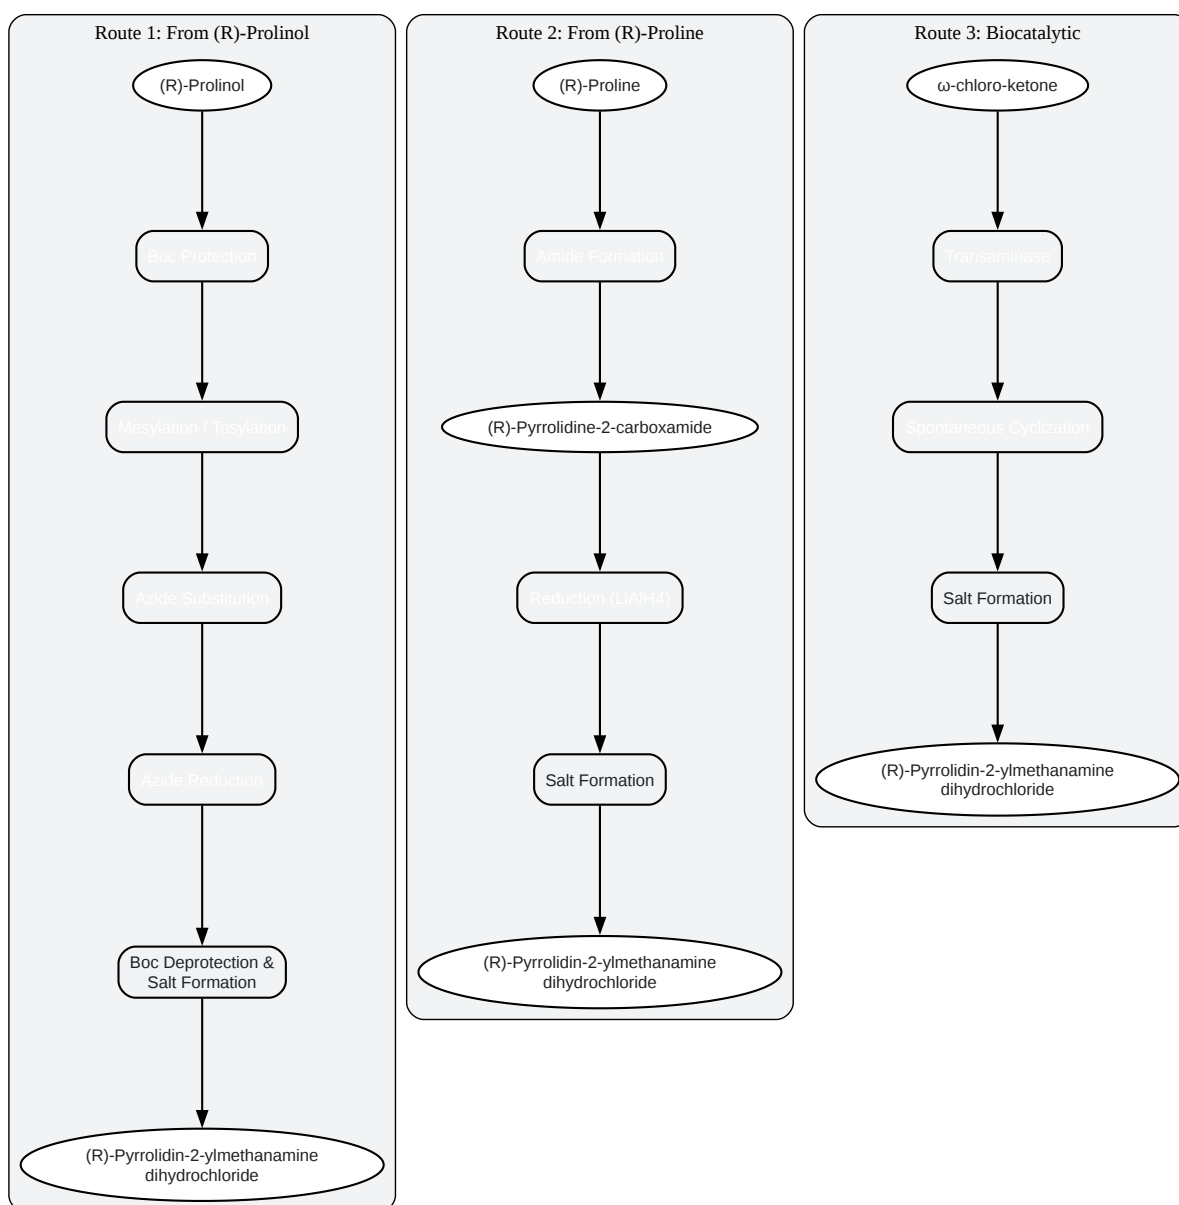 Route 1: From (R)-Prolinol
(R)-Prolinol
Boc Protection
Mesylation / Tosylation
Azide Substitution
Azide Reduction
Boc Deprotection &
Salt Formation
(R)-Pyrrolidin-2-ylmethanamine
dihydrochloride
Route 2: From (R)-Proline
(R)-Proline
Amide Formation
(R)-Pyrrolidine-2-carboxamide
Reduction (LiAlH4)
Salt Formation
(R)-Pyrrolidin-2-ylmethanamine
dihydrochloride
Route 3: Biocatalytic
ω-chloro-ketone
Transaminase
Spontaneous Cyclization
Salt Formation
(R)-Pyrrolidin-2-ylmethanamine
dihydrochloride